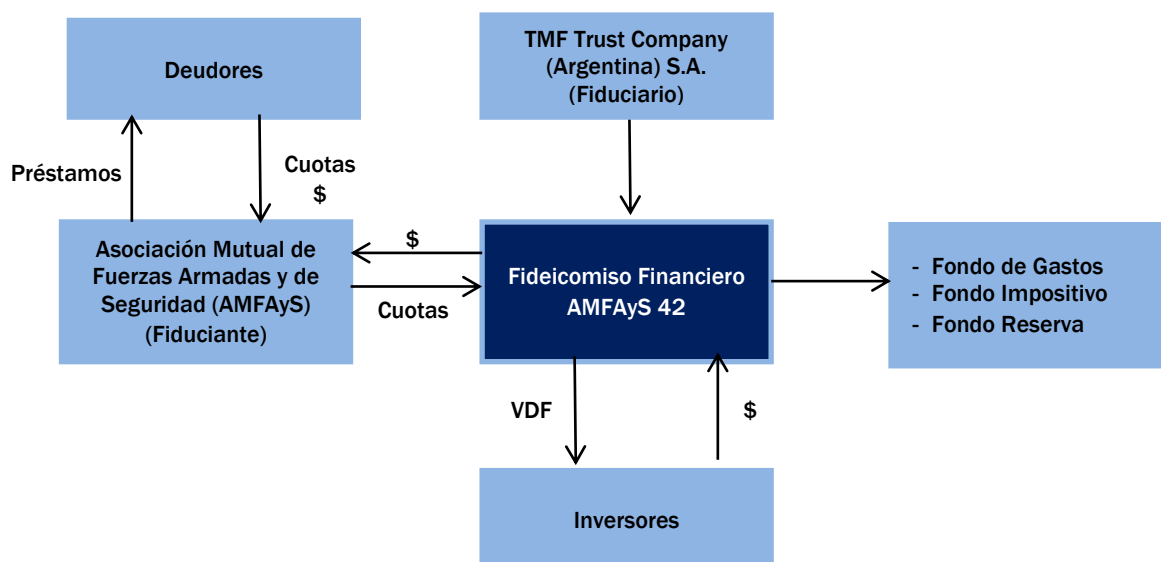 Deudores
TMF Trust Company
(Argentina) S.A.
(Fiduciario)
Préstamos
Cuotas
$
Asociación Mutual de
Fuerzas Armadas y de
Seguridad (AMFAyS)
(Fiduciante)
$
Cuotas
Fideicomiso Financiero
AMFAyS 42
- Fondo de Gastos
- Fondo Impositivo
- Fondo Reserva
VDF
$
Inversores